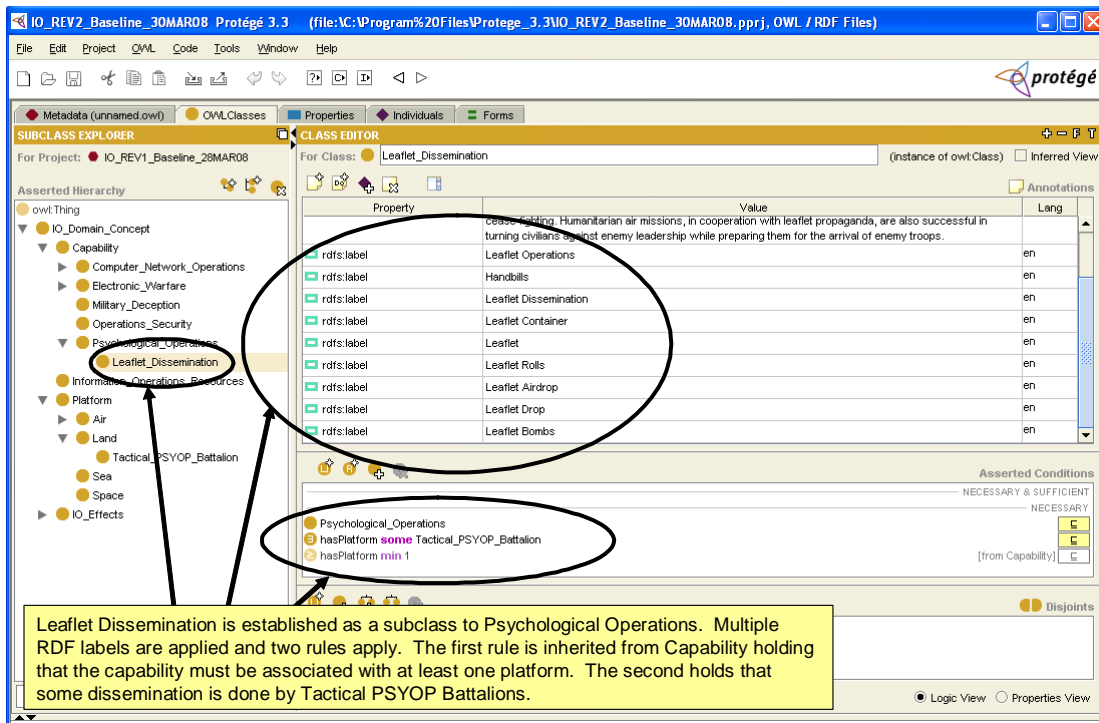 IO_REV2_Baseline_30MAR08 Protégé 3.3 (file:\C:\Program%20Files\Protege_3.3\IO_REV2_Baseline_30MAR08.pprj, OWL / RDF Files)
File Edit Project OWL Code Tools Window Help
protégé
Metadata (unnamed.owl) OWLClasses Properties Individuals Forms
SUBCLASS EXPLORER
For Project: IO_REV1_Baseline_28MAR08
Asserted Hierarchy
owl:Thing
IO_Domain_Concept
Capability
Computer_Network_Operations
Electronic_Warfare
Military_Deception
Operations_Security
Psychological_Operations
Leaflet_Dissemination
Information_Operations_Resources
Platform
Air
Land
Tactical_PSYOP_Battalion
Sea
Space
IO_Effects
CLASS EDITOR
For Class: Leaflet_Dissemination (instance of owl:Class) Inferred View
Annotations
Property Value Lang
cease fighting. Humanitarian air missions, in cooperation with leaflet propaganda, are also successful in
turning civilians against enemy leadership while preparing them for the arrival of enemy troops.
rdfs:label Leaflet Operations en
rdfs:label Handbills en
rdfs:label Leaflet Dissemination en
rdfs:label Leaflet Container en
rdfs:label Leaflet en
rdfs:label Leaflet Rolls en
rdfs:label Leaflet Airdrop en
rdfs:label Leaflet Drop en
rdfs:label Leaflet Bombs en
Asserted Conditions
NECESSARY & SUFFICIENT
NECESSARY
Psychological_Operations
hasPlatform some Tactical_PSYOP_Battalion
hasPlatform min 1 [from Capability]
Disjoints
Leaflet Dissemination is established as a subclass to Psychological Operations. Multiple
RDF labels are applied and two rules apply. The first rule is inherited from Capability holding
that the capability must be associated with at least one platform. The second holds that
some dissemination is done by Tactical PSYOP Battalions.
Logic View Properties View